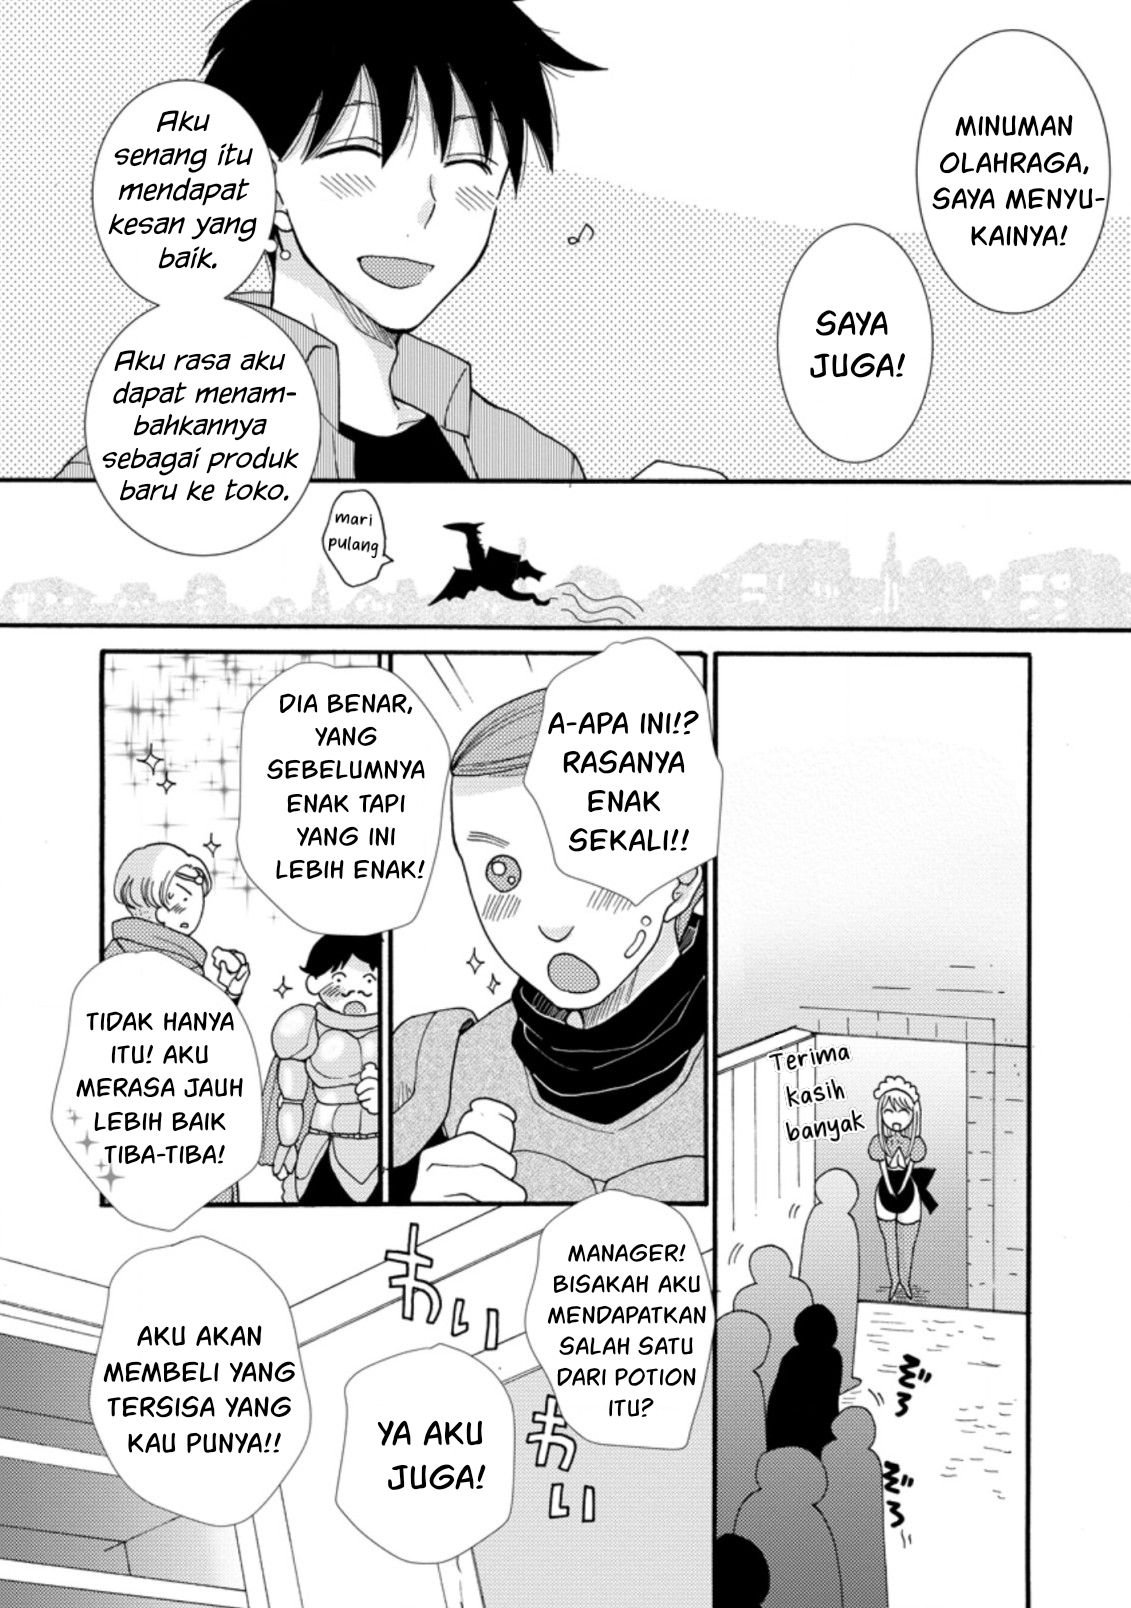 MINUMAN
OLAHRAGA,
SAYA MENYU-
KAINYA!
SAYA
JUGA!
Aku
senang itu
mendapat
kesan yang
baik.
Aku rasa aku
dapat menam-
bahkannya
sebagai produk
baru ke toko.
mari
pulang
Terima
kasih
banyak
ぞろ
ぞろ
A-APA INI!?
RASANYA
ENAK
SEKALI!!
DIA BENAR,
YANG
SEBELUMNYA
ENAK TAPI
YANG INI
LEBIH ENAK!
TIDAK HANYA
ITU! AKU
MERASA JAUH
LEBIH BAIK
TIBA-TIBA!
MANAGER!
BISAKAH AKU
MENDAPATKAN
SALAH SATU
DARI POTION
ITU?
わい
わい
YA AKU
JUGA!
AKU AKAN
MEMBELI YANG
TERSISA YANG
KAU PUNYA!!